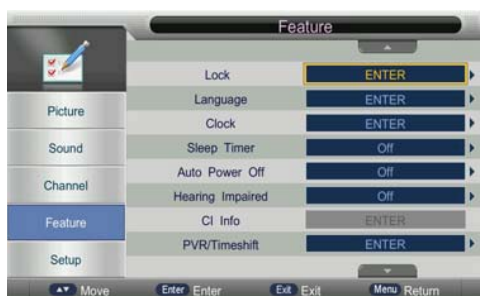 Feature
Lock ENTER
Language ENTER
Clock ENTER
Sleep Timer Off
Auto Power Off Off
Hearing Impaired Off
CI Info ENTER
PVR/Timeshift ENTER
Picture
Sound
Channel
Feature
Setup
Move Enter Enter Exit Exit Menu Return